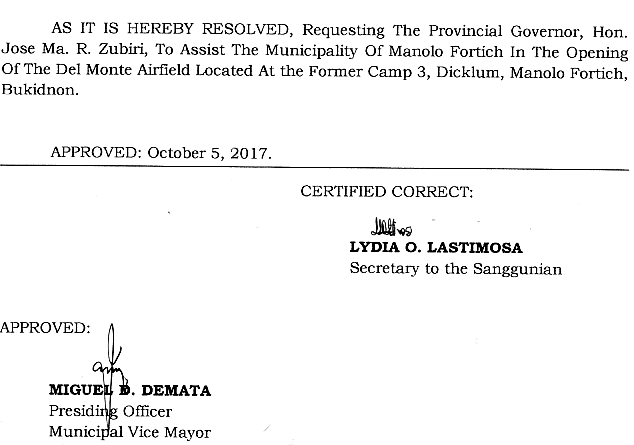 AS IT IS HEREBY RESOLVED, Requesting The Provincial Governor, Hon.
Jose Ma. R. Zubiri, To Assist The Municipality Of Manolo Fortich In The Opening
Of The Del Monte Airfield Located At the Former Camp 3, Dicklum, Manolo Fortich,
Bukidnon.
APPROVED: October 5, 2017.
CERTIFIED CORRECT:
LYDIA O. LASTIMOSA
Secretary to the Sanggunian
APPROVED:
MIGUEL D. DEMATA
Presiding Officer
Municipal Vice Mayor